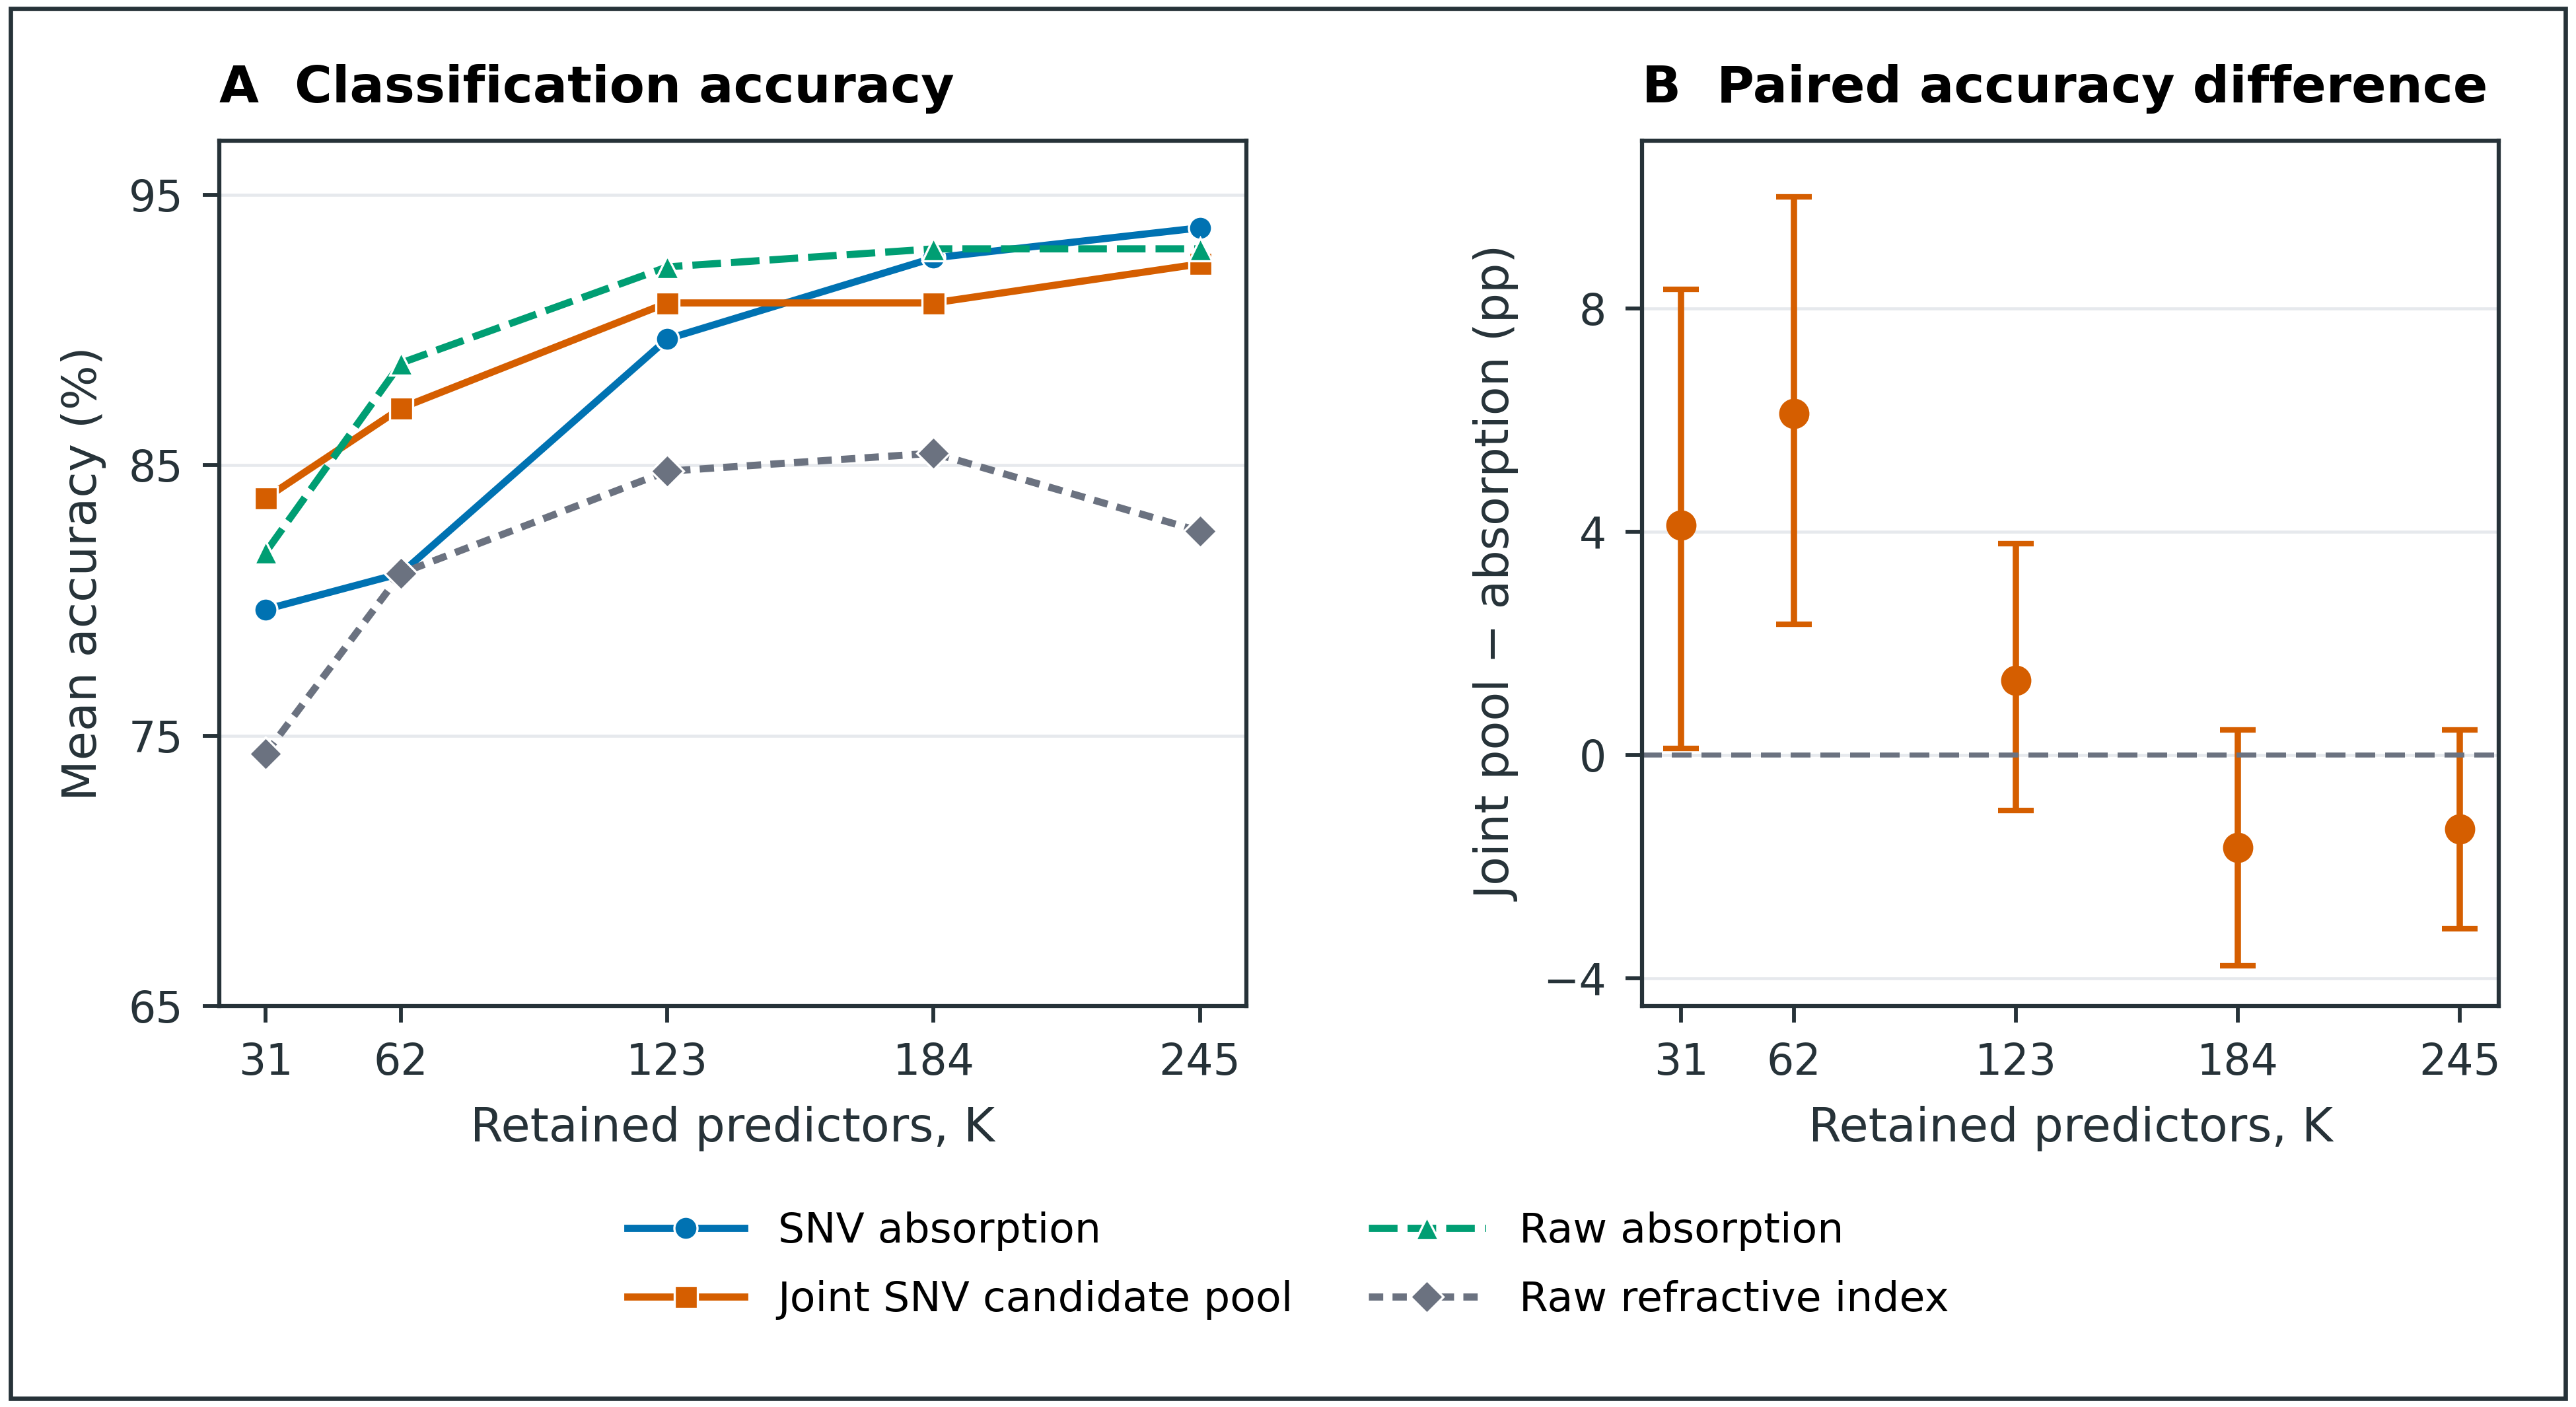 A Classification accuracy
Mean accuracy (%)
95
85
75
65
31 62 123 184 245
Retained predictors, K
B Paired accuracy difference
Joint pool − absorption (pp)
8
4
0
−4
31 62 123 184 245
Retained predictors, K
SNV absorption
Joint SNV candidate pool
Raw absorption
Raw refractive index